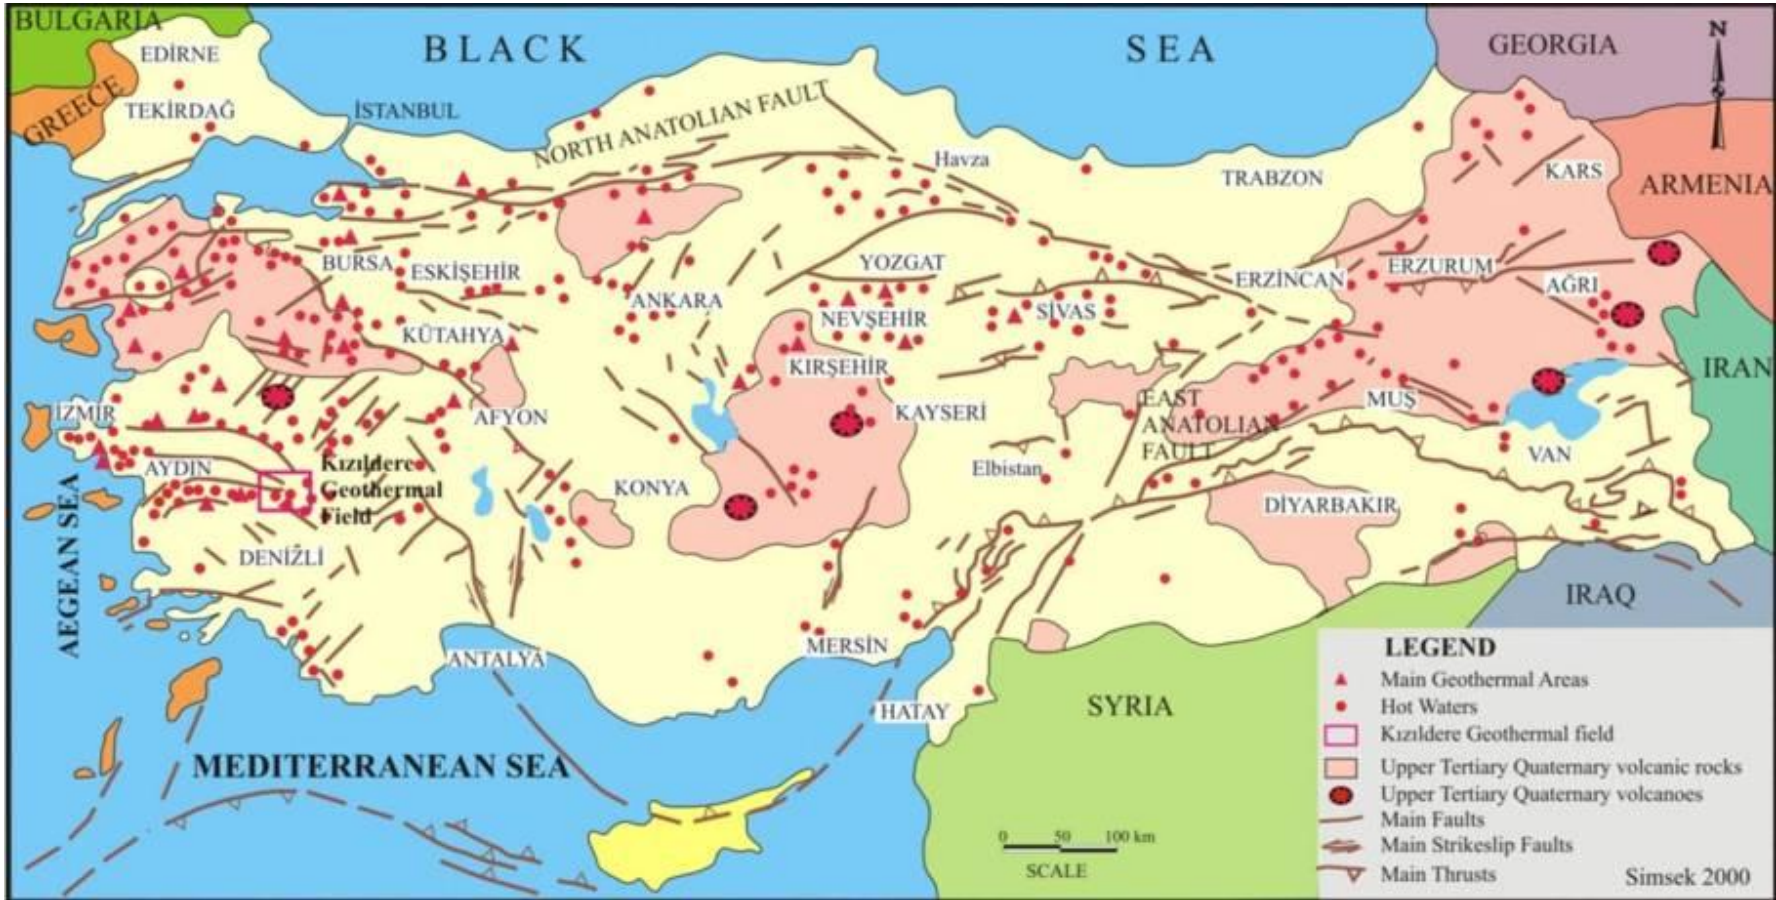 BULGARIA
BLACK SEA
GEORGIA
N
EDİRNE
GREECE
TEKİRDAĞ
İSTANBUL
NORTH ANATOLIAN FAULT
Havza
TRABZON
KARS
ARMENIA
BURSA
ESKİŞEHİR
YOZGAT
ERZİNCAN
ERZURUM
AĞRI
ANKARA
SİVAS
NEVŞEHİR
KÜTAHYA
KIRŞEHİR
IRAN
İZMİR
AFYON
KAYSERİ
EAST
ANATOLIAN
FAULT
MUŞ
VAN
AYDIN
Kızıldere
Geothermal
Field
KONYA
Elbistan
DİYARBAKIR
AEGEAN SEA
DENİZLİ
IRAQ
ANTALYA
MERSİN
HATAY
SYRIA
MEDITERRANEAN SEA
0 50 100 km
SCALE
LEGEND
Main Geothermal Areas
Hot Waters
Kızıldere Geothermal field
Upper Tertiary Quaternary volcanic rocks
Upper Tertiary Quaternary volcanoes
Main Faults
Main Strikeslip Faults
Main Thrusts
Simsek 2000